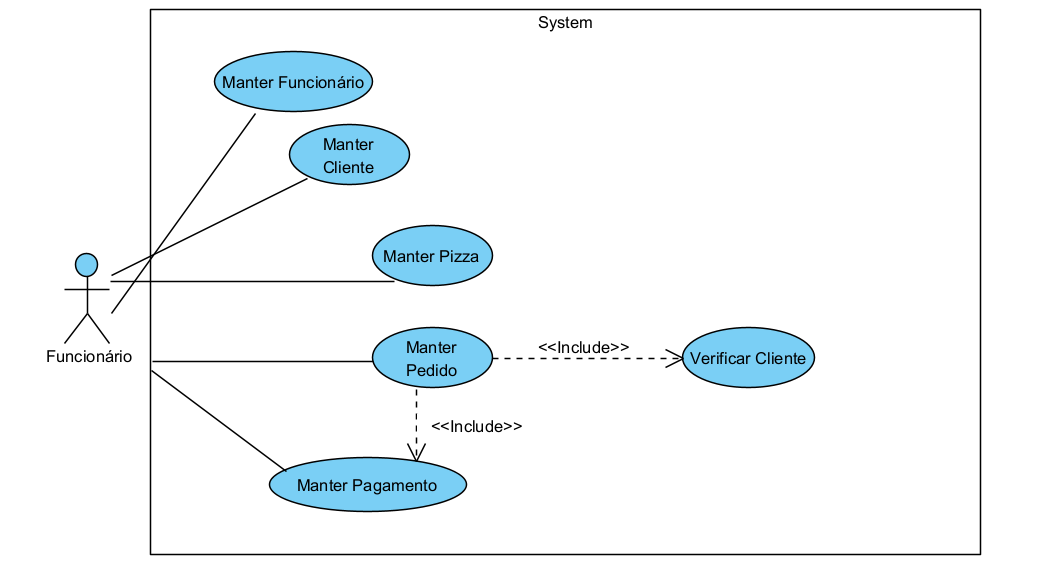 System
Manter Funcionário
Manter
Cliente
Manter Pizza
Funcionário
Manter
Pedido
<<Include>>
Verificar Cliente
<<Include>>
Manter Pagamento